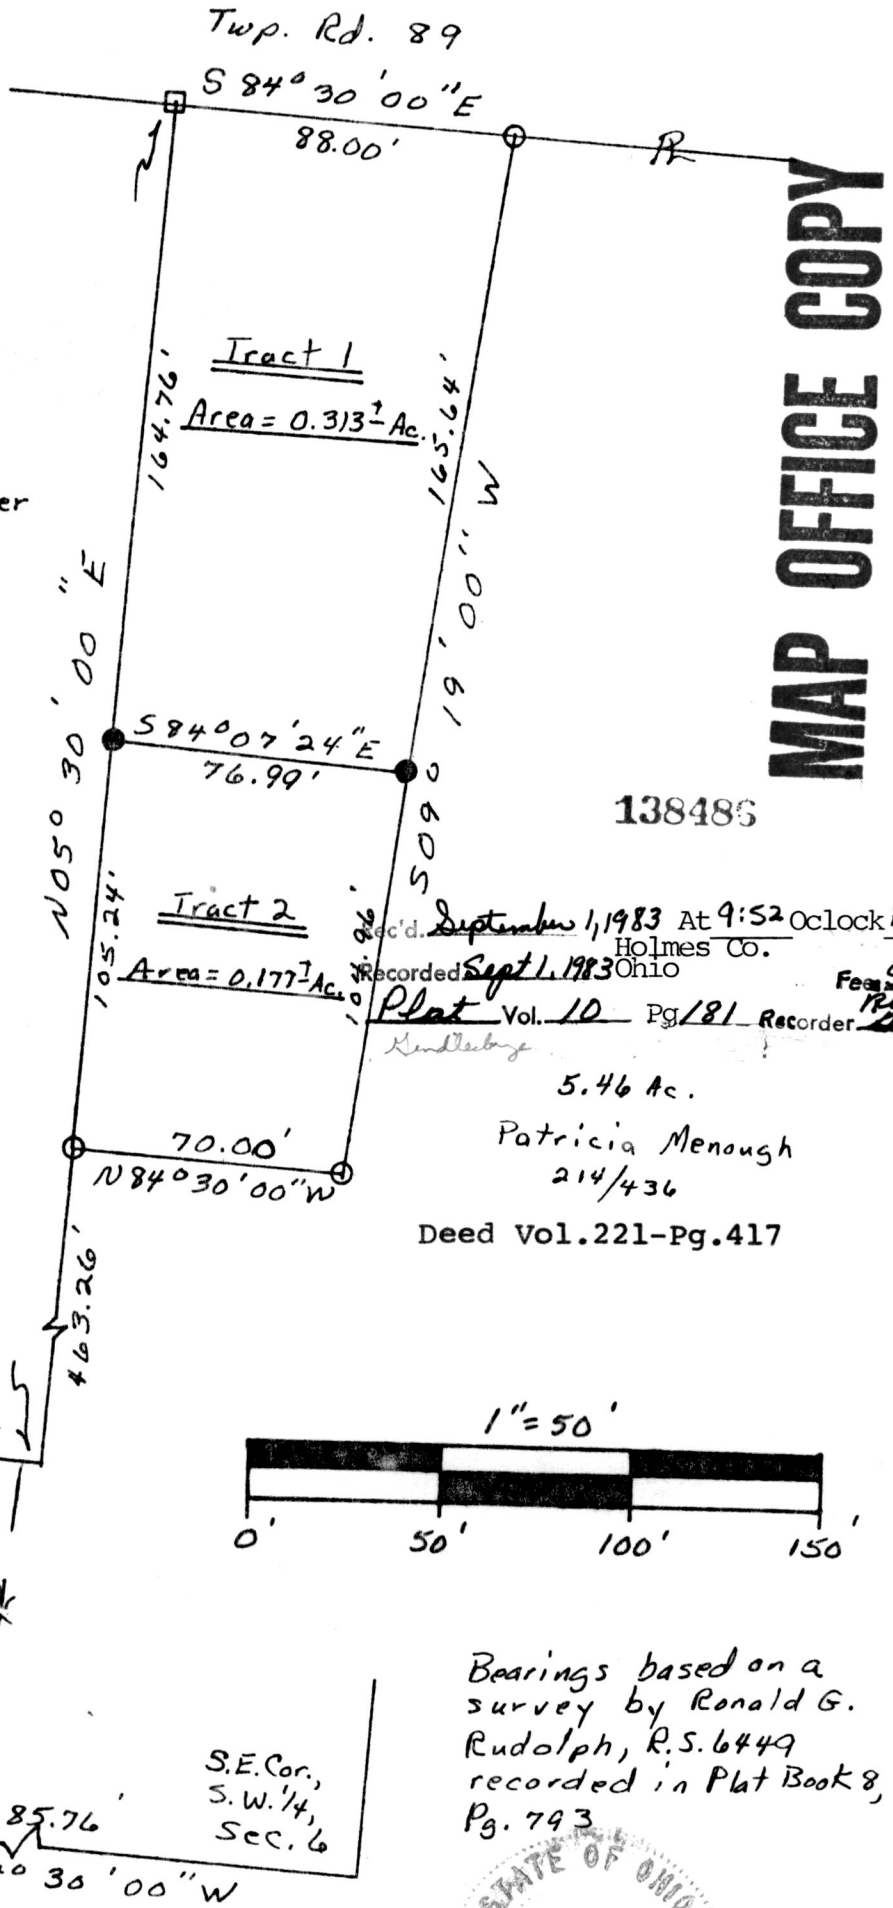 Twp. Rd. 89
S 84° 30' 00" E
88.00'
MAP OFFICE COPY
Tract 1
Area = 0.313± Ac.
164.76'
165.64'
er
N05° 30' 00" E
S09° 19' 00" W
S 84° 07' 24" E
76.99'
138486
Tract 2
Area = 0.177± Ac.
105.24'
Rec'd. September 1, 1983 At 9:52 Oclock
Holmes Co.
Recorded Sept 1, 1983 Ohio
Fee
Plat Vol. 10 Pg 181 Recorder
5.46 Ac.
Patricia Menough
214/436
Deed Vol.221-Pg.417
70.00'
N 84° 30' 00" W
463.26'
1" = 50'
0' 50' 100' 150'
Bearings based on a
survey by Ronald G.
Rudolph, R.S. 6449
recorded in Plat Book 8,
Pg. 793
S.E. Cor.,
S.W. 1/4,
Sec. 6
85.76'
30' 00" W
STATE OF OHIO